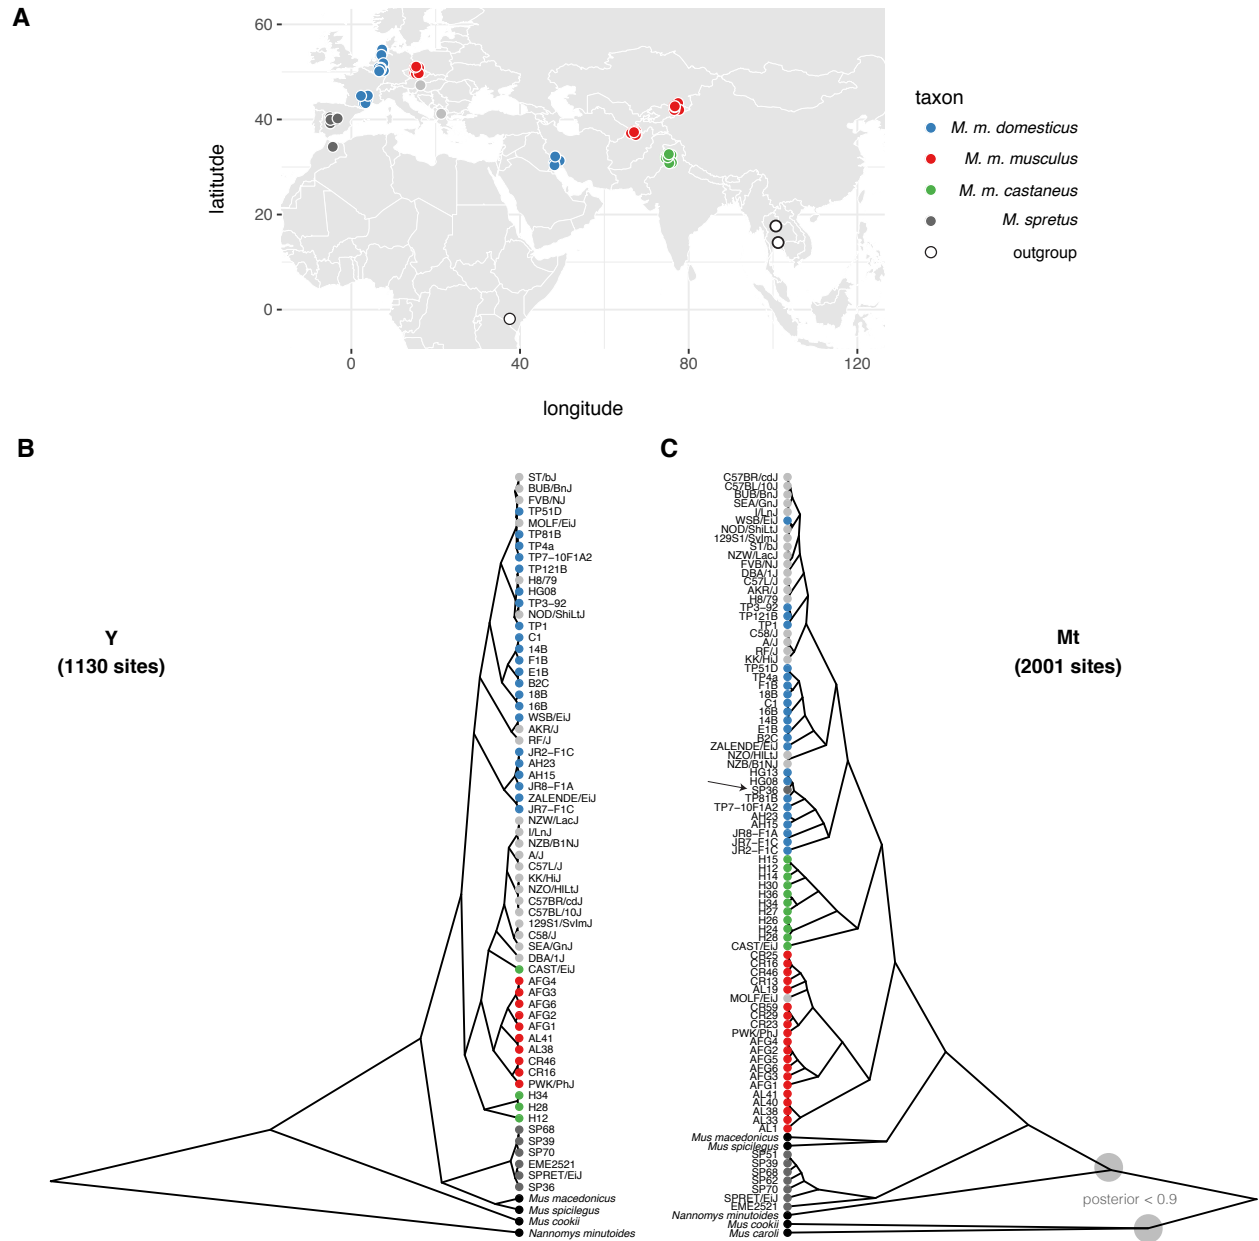 A
60
40
20
0
latitude
0
40
80
120
longitude
taxon
M. m. domesticus
M. m. musculus
M. m. castaneus
M. spretus
outgroup
B
Y
(1130 sites)
ST/bJ
BUB/BnJ
FVB/NJ
TP51D
MOLF/EiJ
TP81B
TP4a
TP7-10F1A2
TP121B
H8/79
HG08
TP3-92
NOD/ShiLtJ
TP1
C1
14B
F1B
E1B
B2C
18B
16B
WSB/EiJ
AKR/J
RF/J
JR2-F1C
AH23
AH15
JR8-F1A
ZALENDE/EiJ
JR7-F1C
NZW/LacJ
I/LnJ
NZB/B1NJ
A/J
C57L/J
KK/HiJ
NZO/HILtJ
C57BR/cdJ
C57BL/10J
129S1/SvImJ
C58/J
SEA/GnJ
DBA/1J
CAST/EiJ
AFG4
AFG3
AFG6
AFG2
AFG1
AL41
AL38
CR46
CR16
PWK/PhJ
H34
H28
H12
SP68
SP39
SP70
EME2521
SPRET/EiJ
SP36
Mus macedonicus
Mus spicilegus
Mus cookii
Nannomys minutoides
C
Mt
(2001 sites)
C57BR/cdJ
C57BL/10J
BUB/BnJ
SEA/GnJ
I/LnJ
WSB/EiJ
NOD/ShiLtJ
129S1/SvImJ
ST/bJ
NZW/LacJ
FVB/NJ
DBA/1J
C57L/J
AKR/J
H8/79
TP3-92
TP121B
TP1
C58/J
A/J
RF/J
KK/HiJ
TP51D
TP4a
F1B
18B
C1
16B
14B
E1B
B2C
ZALENDE/EiJ
NZO/HILtJ
NZB/B1NJ
HG13
HG08
SP36
TP81B
TP7-10F1A2
AH23
AH15
JR8-F1A
JR7-F1C
JR2-F1C
H15
H12
H14
H30
H36
H34
H27
H26
H24
H28
CAST/EiJ
CR25
CR16
CR46
CR13
AL19
MOLF/EiJ
CR59
CR29
CR23
PWK/PhJ
AFG4
AFG2
AFG5
AFG6
AFG3
AFG1
AL41
AL40
AL38
AL33
AL1
Mus macedonicus
Mus spicilegus
SP51
SP39
SP68
SP62
SP70
SPRET/EiJ
EME2521
Nannomys minutoides
Mus cookii
Mus caroli
posterior < 0.9